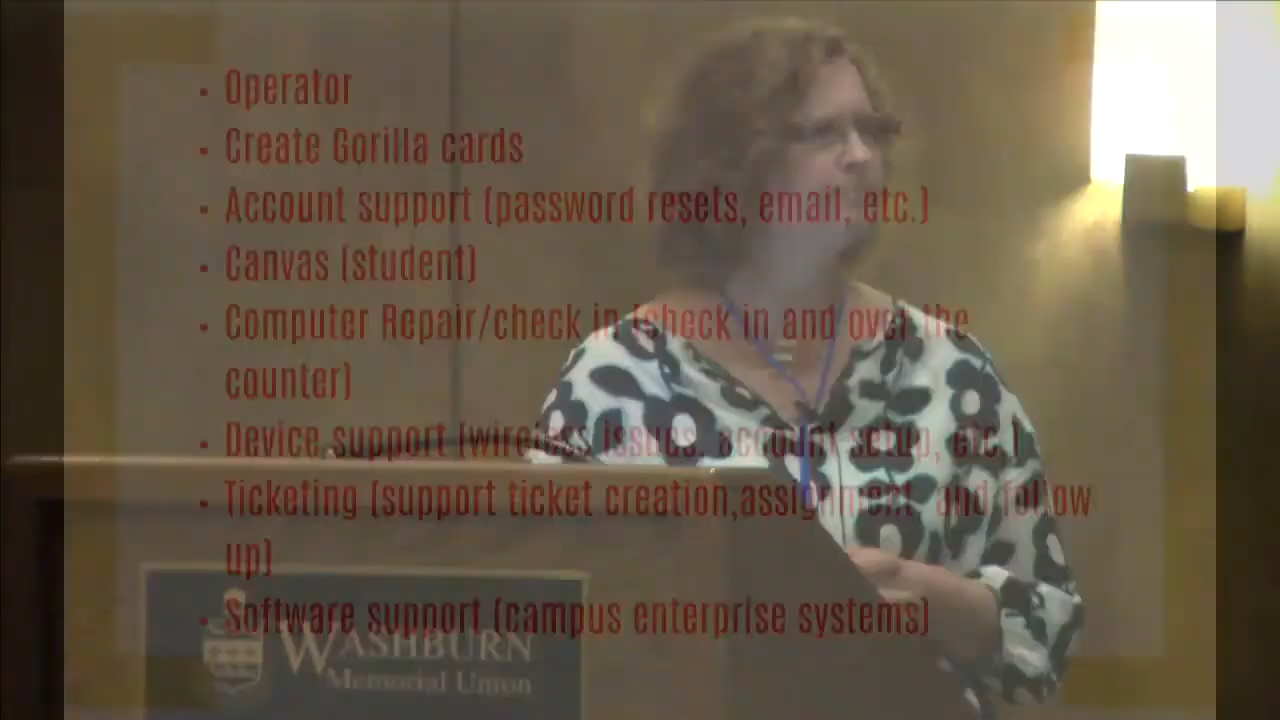 • Operator
• Create Gorilla cards
• Account support (password resets, email, etc.)
• Canvas (student)
• Computer Repair/check in (check in and over the
counter)
• Device support (wireless issues, account setup, etc.)
• Ticketing (support ticket creation,assignment, and follow
up)
• Software support (campus enterprise systems)
WASHBURN
Memorial Union